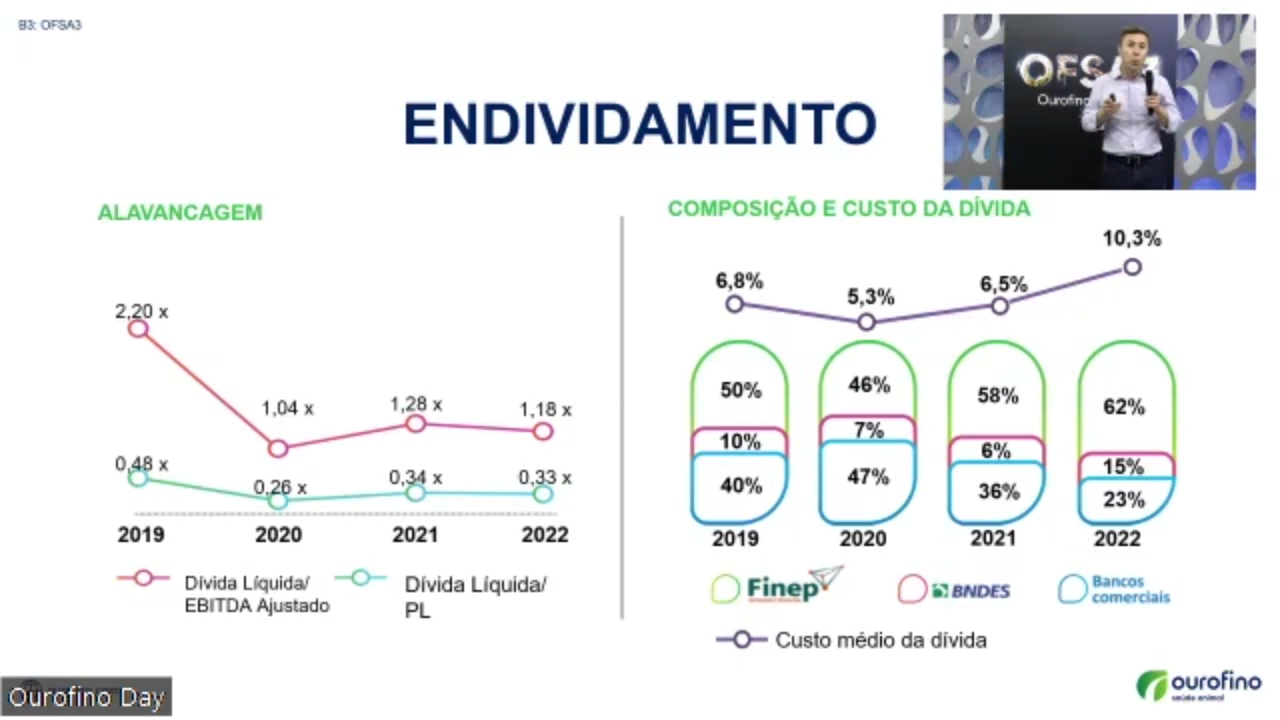 B3: OFSA3
OFSA3
Ourofino
ENDIVIDAMENTO
ALAVANCAGEM
2,20 x
1,04 x
1,28 x
1,18 x
0,48 x
0,26 x
0,34 x
0,33 x
2019
2020
2021
2022
Dívida Líquida/
EBITDA Ajustado
Dívida Líquida/
PL
COMPOSIÇÃO E CUSTO DA DÍVIDA
6,8%
5,3%
6,5%
10,3%
50%
46%
58%
62%
10%
7%
6%
15%
40%
47%
36%
23%
2019
2020
2021
2022
Finep
BNDES
Bancos
comerciais
Custo médio da dívida
Ourofino Day
ourofino
saúde animal